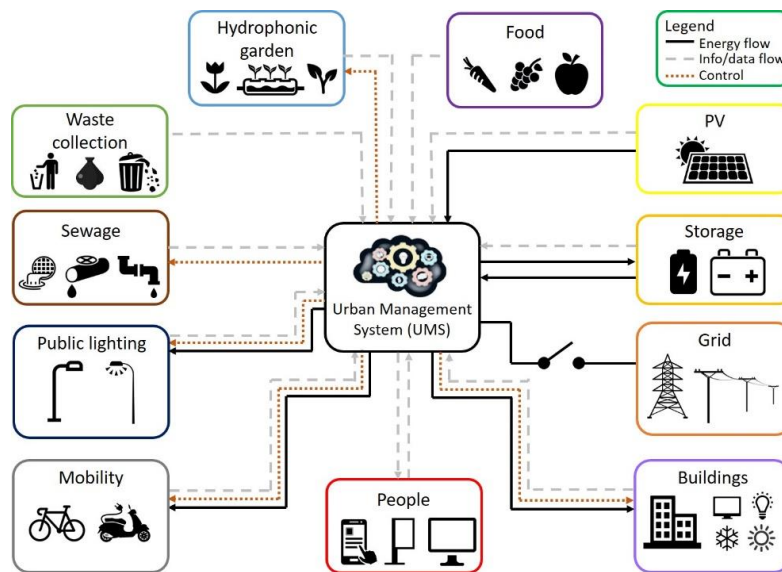 Hydrophonic
garden
Food
Legend
Energy flow
Info/data flow
Control
Waste
collection
PV
Sewage
Storage
Urban Management
System (UMS)
Public lighting
Grid
Mobility
People
Buildings